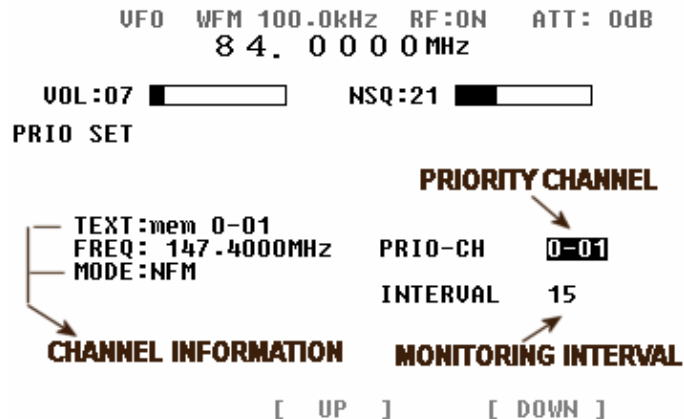 VFO WFM 100.0kHz RF:ON ATT: 0dB
84. 0000MHz
VOL:07 NSQ:21
PRIO SET
PRIORITY CHANNEL
TEXT:mem 0-01
FREQ: 147.4000MHz PRIO-CH 0-01
MODE:NFM
INTERVAL 15
CHANNEL INFORMATION MONITORING INTERVAL
[ UP ] [ DOWN ]